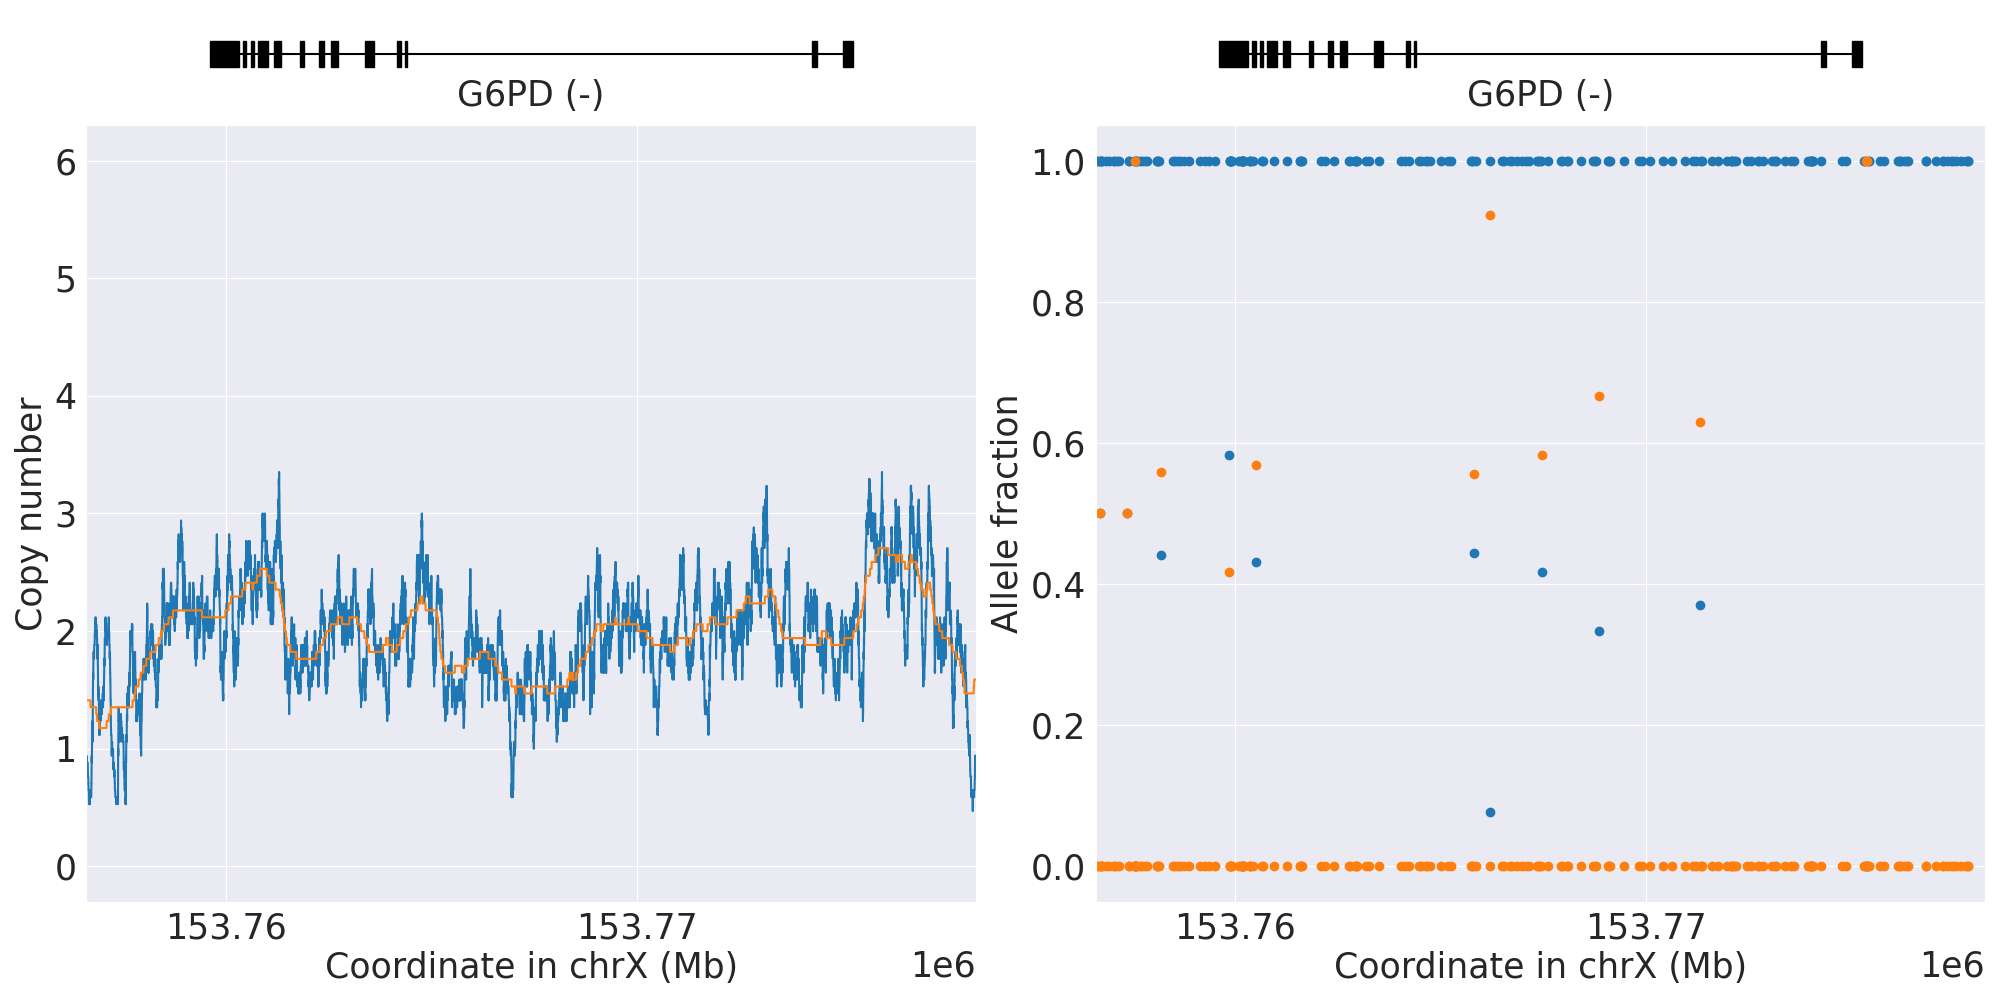 G6PD (-)
6
5
4
3
2
1
0
Copy number
153.76
153.77
Coordinate in chrX (Mb)
1e6
G6PD (-)
1.0
0.8
0.6
0.4
0.2
0.0
Allele fraction
153.76
153.77
Coordinate in chrX (Mb)
1e6